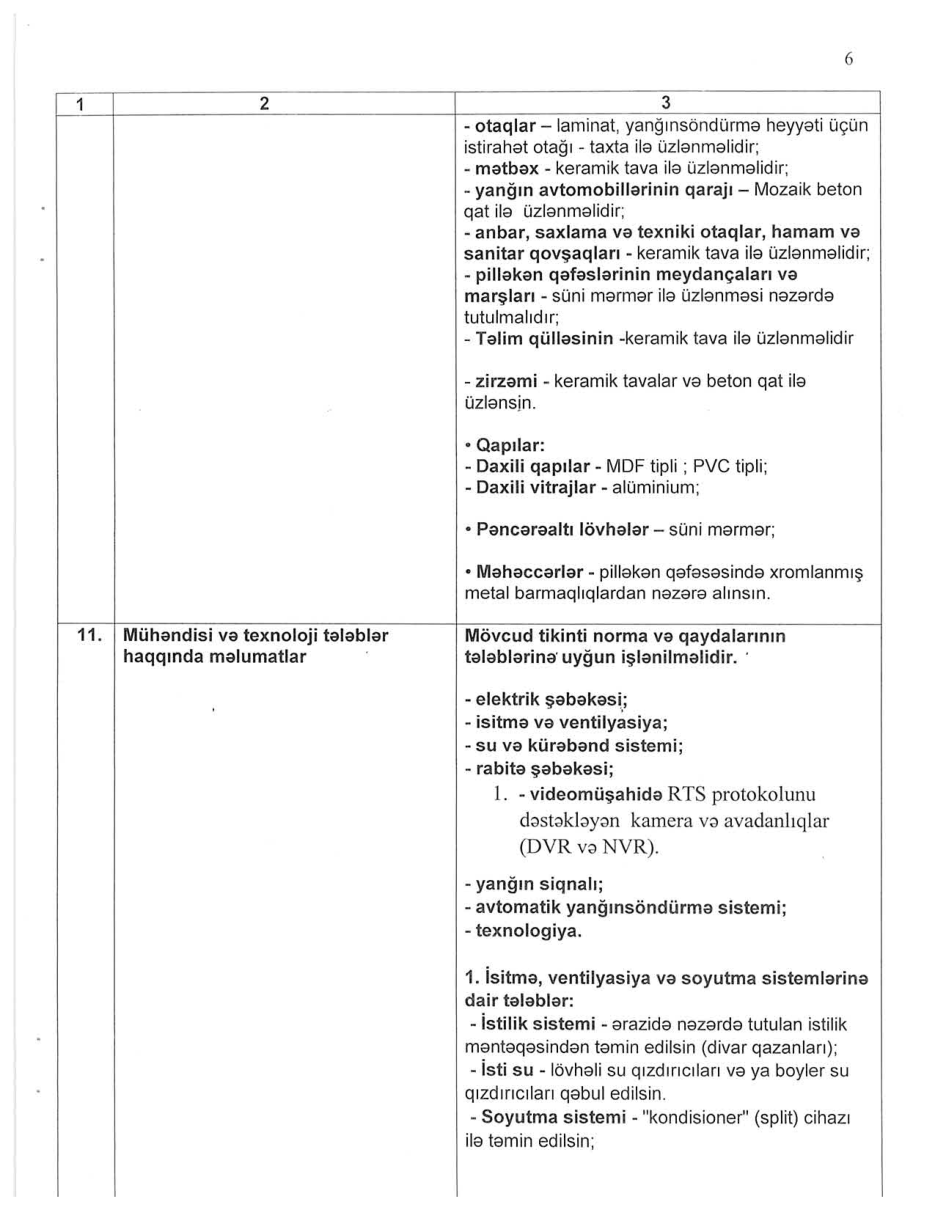 6
1 2 3
- otaqlar – laminat, yanğınsöndürmə heyyəti üçün
istirahət otağı - taxta ilə üzlənməlidir;
- mətbəx - keramik tava ilə üzlənməlidir;
- yanğın avtomobillərinin qarajı – Mozaik beton
qat ilə üzlənməlidir;
- anbar, saxlama və texniki otaqlar, hamam və
sanitar qovşaqları - keramik tava ilə üzlənməlidir;
- pilləkən qəfəslərinin meydançaları və
marşları - süni mərmər ilə üzlənməsi nəzərdə
tutulmalıdır;
- Təlim qülləsinin -keramik tava ilə üzlənməlidir
- zirzəmi - keramik tavalar və beton qat ilə
üzlənsin.
• Qapılar:
- Daxili qapılar - MDF tipli ; PVC tipli;
- Daxili vitrajlar - alüminium;
• Pəncərəaltı lövhələr – süni mərmər;
• Məhəccərlər - pilləkən qəfəsəsində xromlanmış
metal barmaqlıqlardan nəzərə alınsın.
11. Mühəndisi və texnoloji tələblər
haqqında məlumatlar
Mövcud tikinti norma və qaydalarının
tələblərinə uyğun işlənilməlidir.
- elektrik şəbəkəsi;
- isitmə və ventilyasiya;
- su və kürəbənd sistemi;
- rabitə şəbəkəsi;
1. - videomüşahidə RTS protokolunu
dəstəkləyən kamera və avadanlıqlar
(DVR və NVR).
- yanğın siqnalı;
- avtomatik yanğınsöndürmə sistemi;
- texnologiya.
1. İsitmə, ventilyasiya və soyutma sistemlərinə
dair tələblər:
- İstilik sistemi - ərazidə nəzərdə tutulan istilik
məntəqəsindən təmin edilsin (divar qazanları);
- İsti su - lövhəli su qızdırıcıları və ya boyler su
qızdırıcıları qəbul edilsin.
- Soyutma sistemi - "kondisioner" (split) cihazı
ilə təmin edilsin;